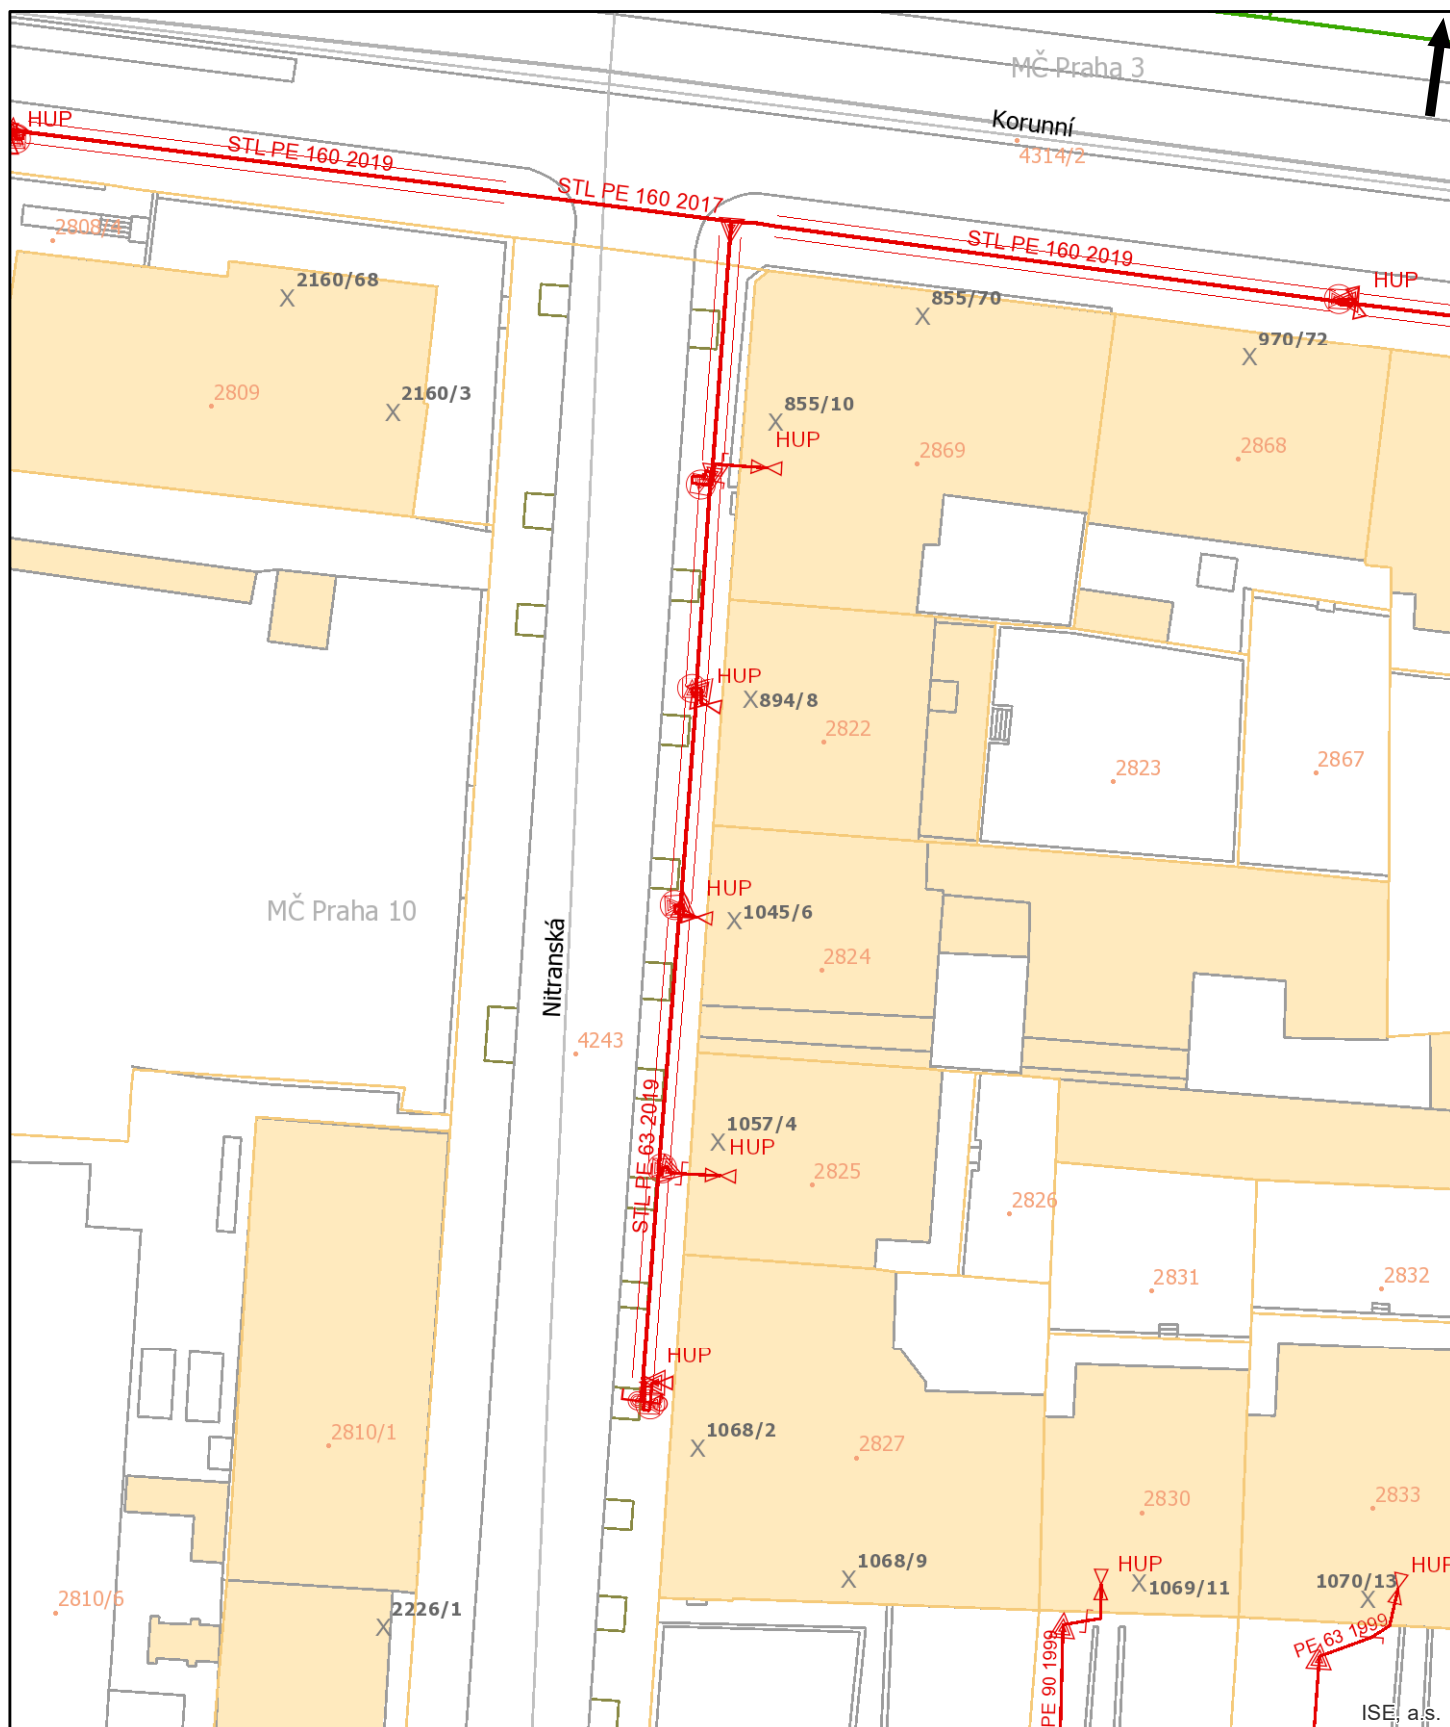 MČ Praha 3
Korunní
4314/2
HUP
STL PE 160 2019
STL PE 160 2017
STL PE 160 2019
HUP
2808/4
2160/68
855/70
970/72
2809
2160/3
855/10
HUP
2869
2868
HUP
894/8
2822
2823
2867
HUP
1045/6
MČ Praha 10
Nitranská
2824
4243
STL PE 63 2019
1057/4
HUP
2825
2826
2831
2832
HUP
1068/2
2827
2810/1
2830
2833
1068/9
HUP
1069/11
1070/13
HUP
2810/6
2226/1
PE 90 1999
PE 63 1999
ISE, a.s.